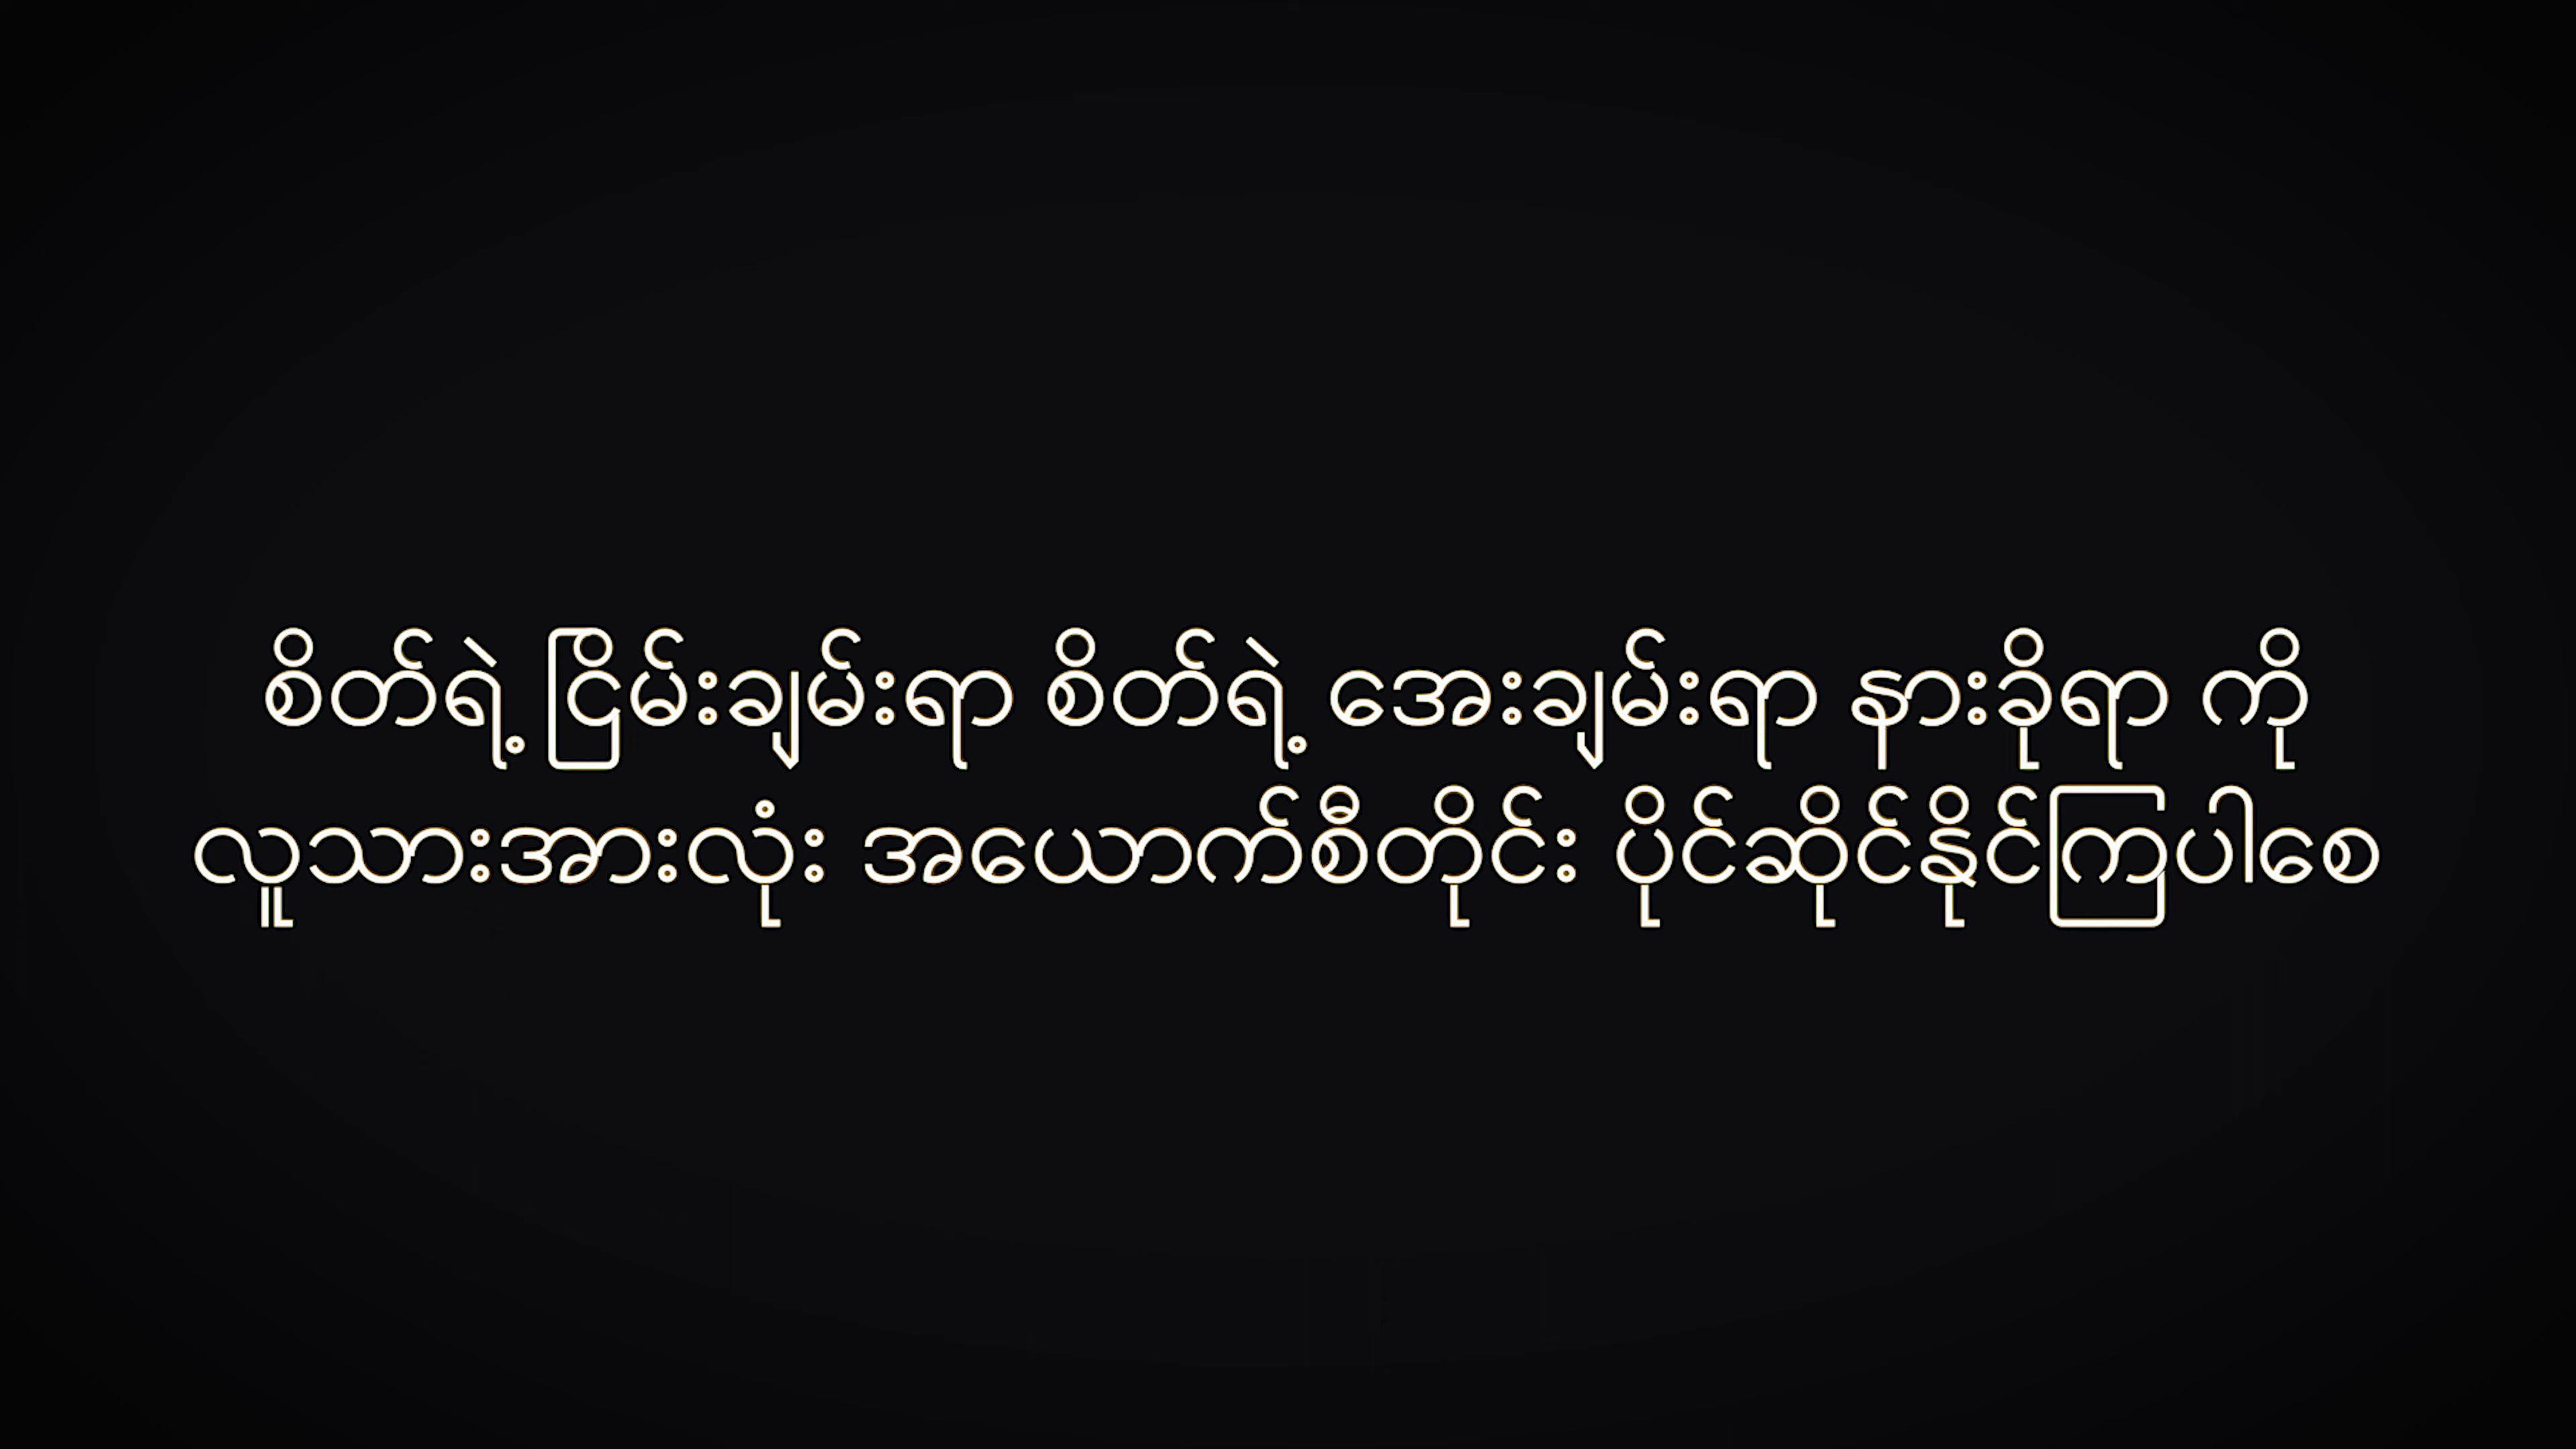 စိတ်ရဲ့ ငြိမ်းချမ်းရာ စိတ်ရဲ့ အေးချမ်းရာ နားခိုရာ ကို
လူသားအားလုံး အယောက်စီတိုင်း ပိုင်ဆိုင်နိုင်ကြပါစေ